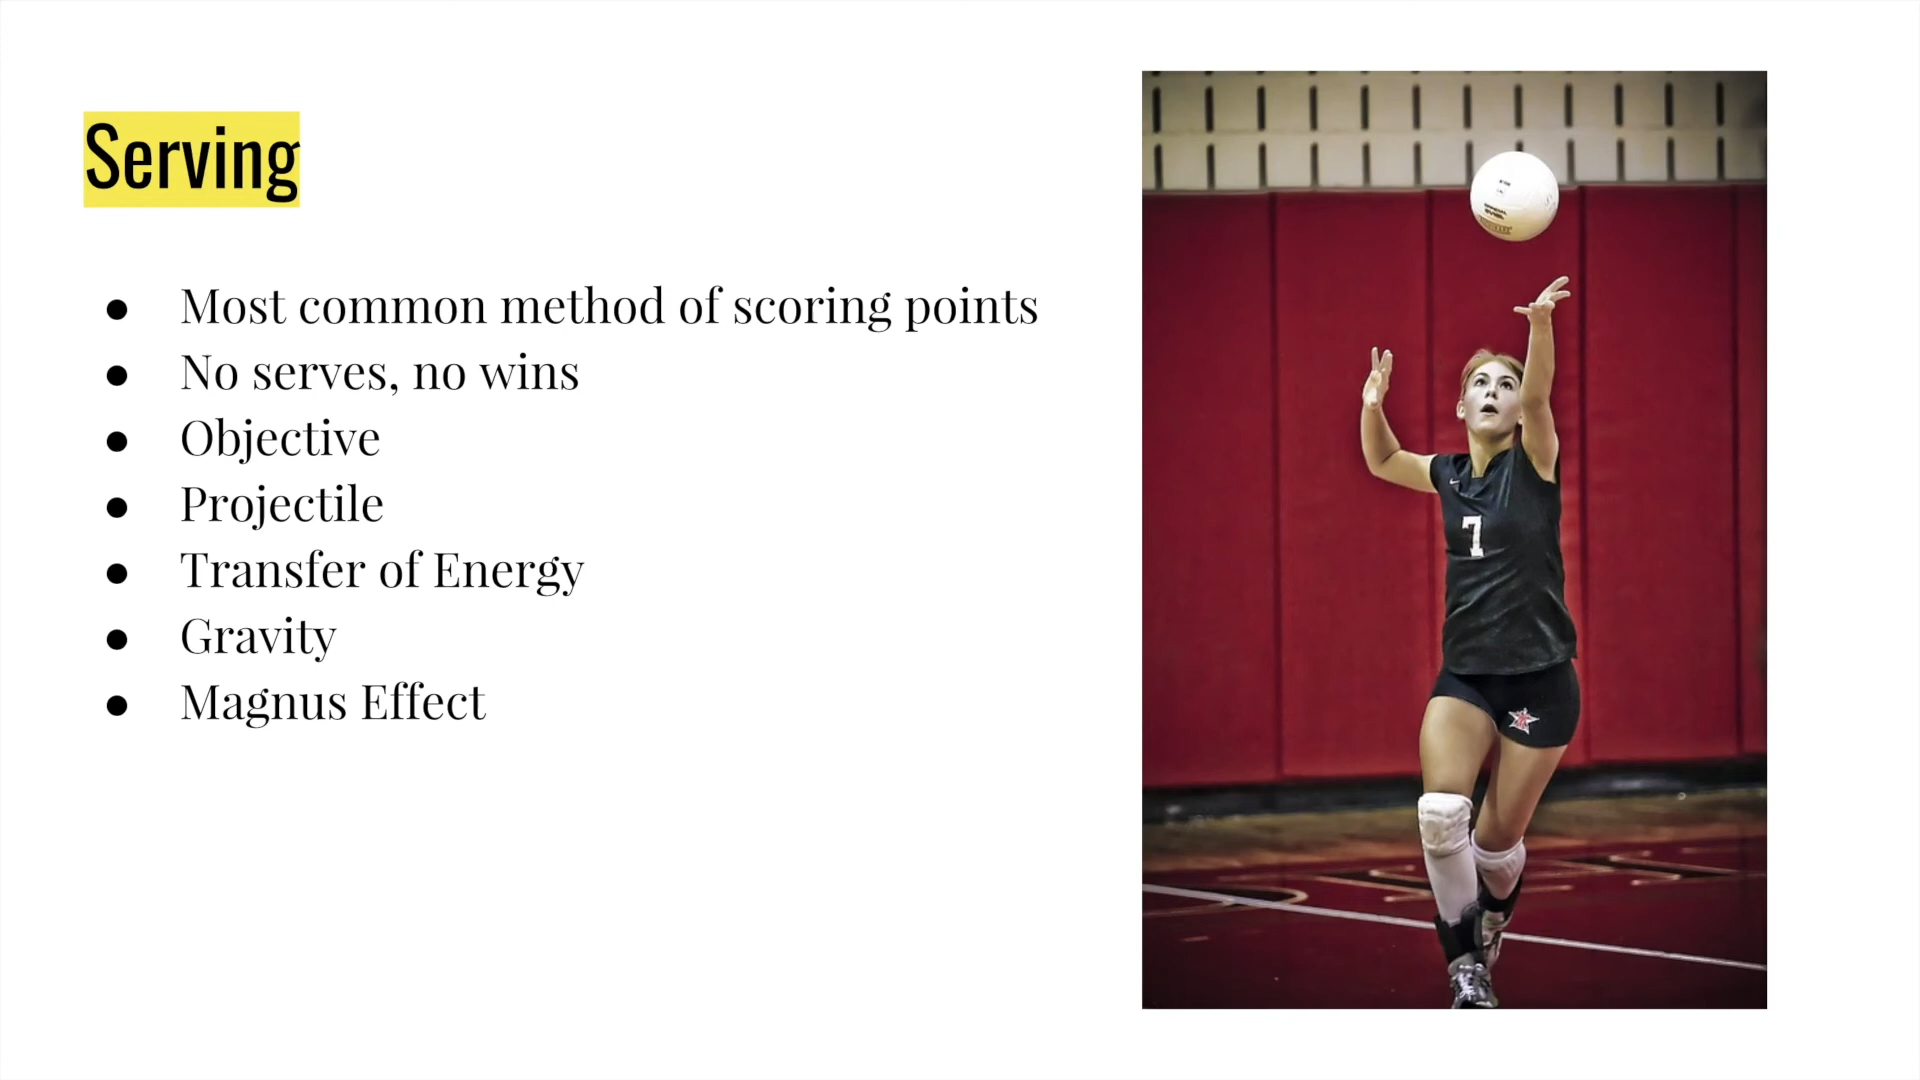 Serving
● Most common method of scoring points
● No serves, no wins
● Objective
● Projectile
● Transfer of Energy
● Gravity
● Magnus Effect
7